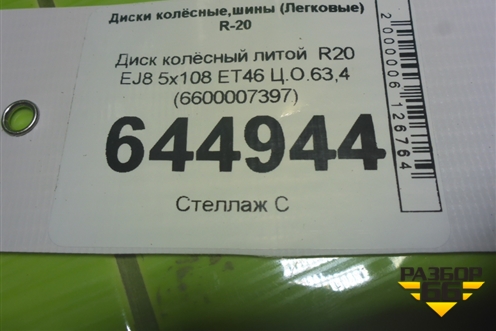 Диски колёсные,шины (Легковые)
R-20
Диск колёсный литой R20
EJ8 5x108 ET46 Ц.О.63,4
(6600007397)
644944
Стеллаж С
2000006126764
РАЗБОР
66